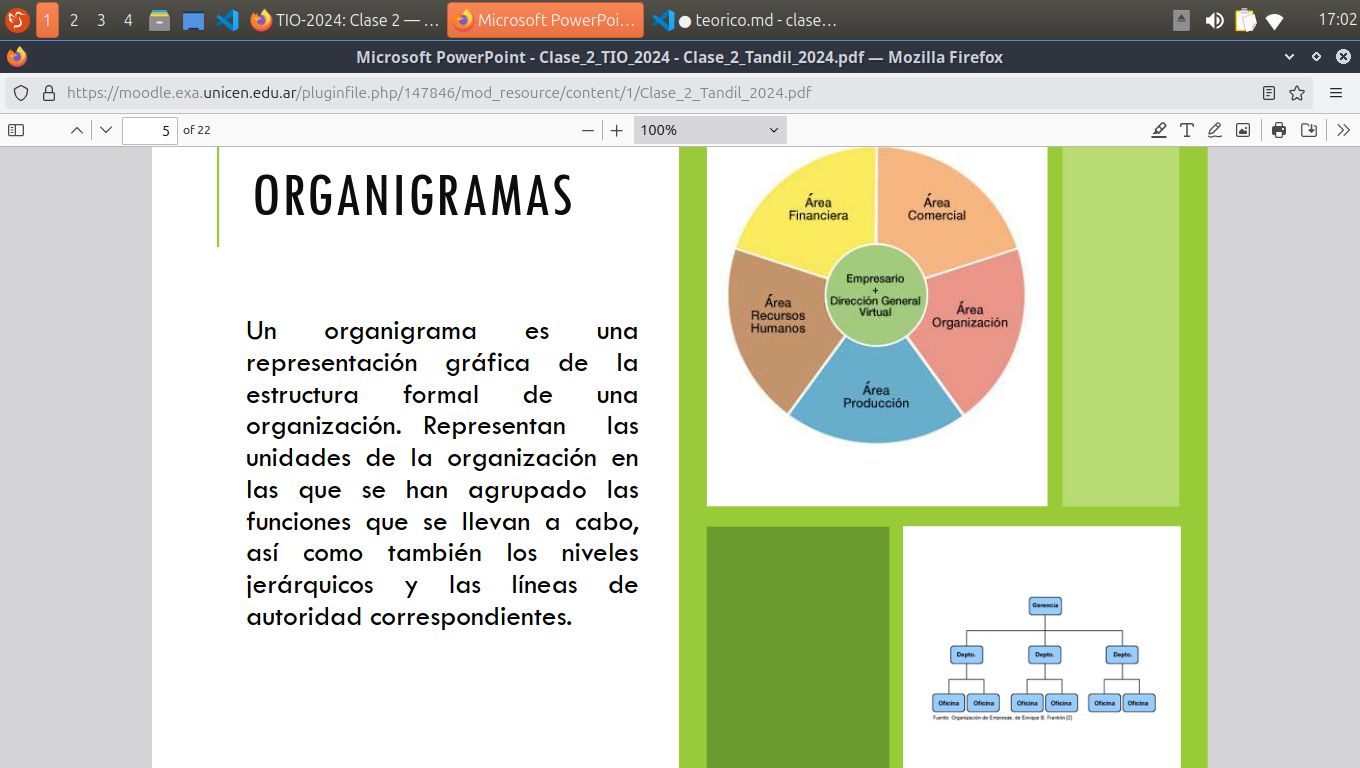 1 2 3 4 TIO-2024: Clase 2 — ... Microsoft PowerPoi... ● teorico.md - clase... 17:02
Microsoft PowerPoint - Clase_2_TIO_2024 - Clase_2_Tandil_2024.pdf — Mozilla Firefox
https://moodle.exa.unicen.edu.ar/pluginfile.php/147846/mod_resource/content/1/Clase_2_Tandil_2024.pdf
5 of 22 100%
ORGANIGRAMAS
Un organigrama es una
representación gráfica de la
estructura formal de una
organización. Representan las
unidades de la organización en
las que se han agrupado las
funciones que se llevan a cabo,
así como también los niveles
jerárquicos y las líneas de
autoridad correspondientes.
Área
Financiera
Área
Comercial
Área
Recursos
Humanos
Empresario
+
Dirección General
Virtual
Área
Organización
Área
Producción
Gerencia
Depto. Depto. Depto.
Oficina Oficina Oficina Oficina Oficina Oficina
Fuente: Organización de Empresas, de Enrique B. Franklin [2]